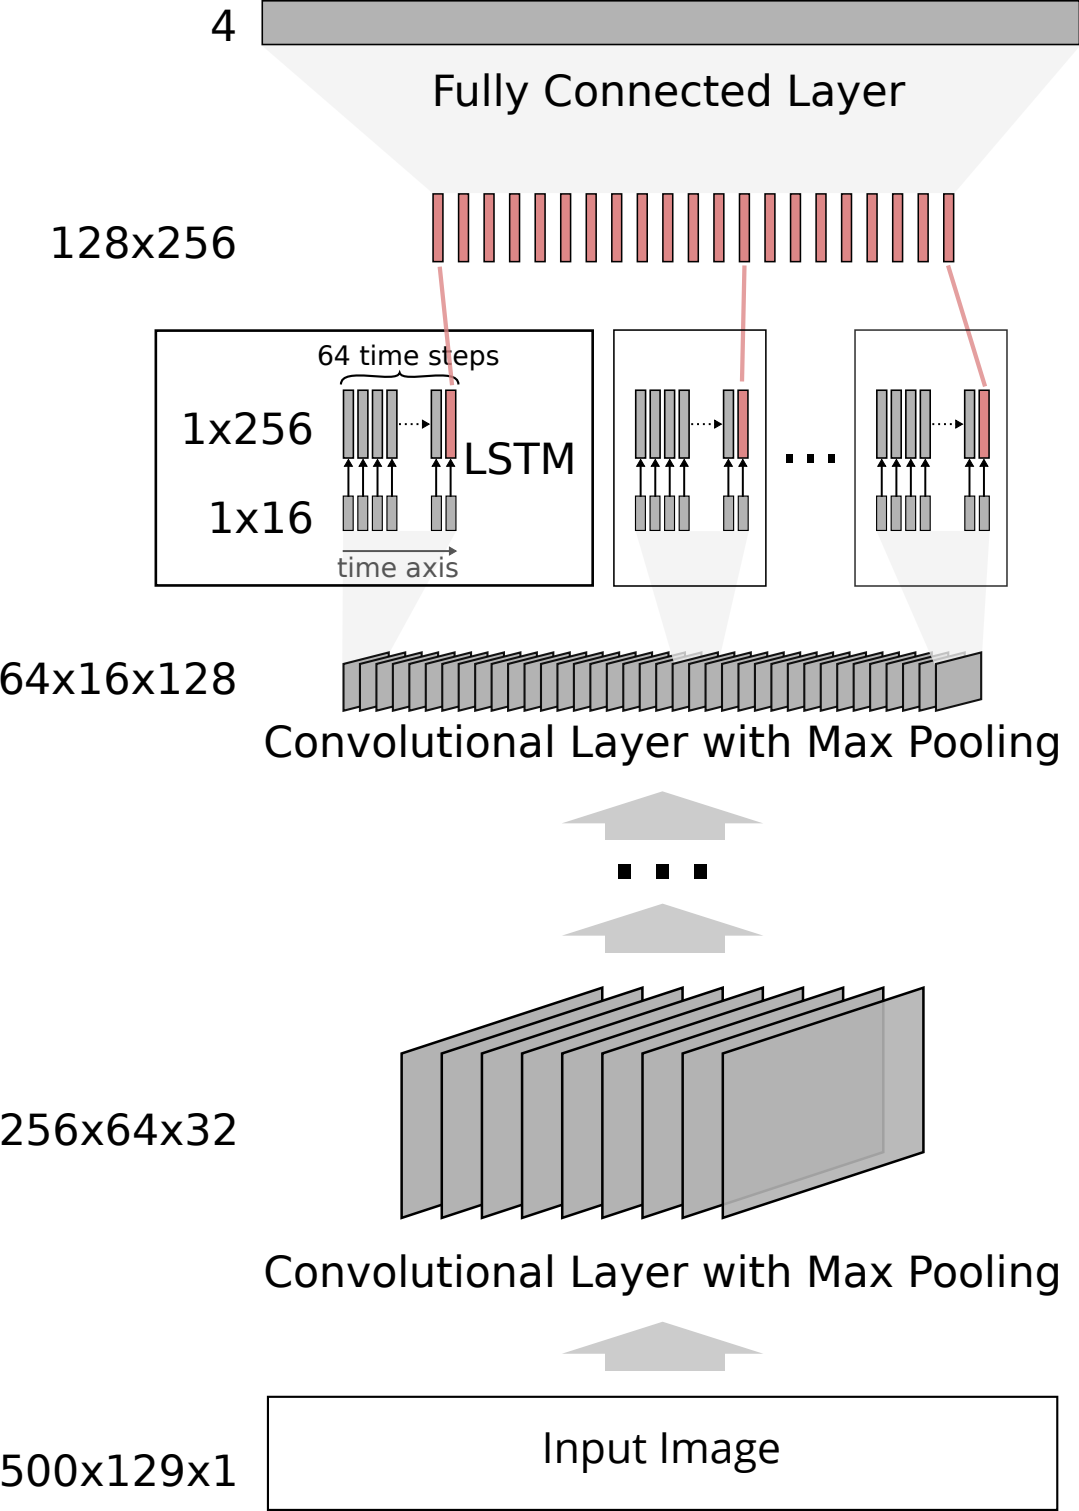 4
Fully Connected Layer
128x256
64 time steps
1x256
LSTM
1x16
time axis
64x16x128
Convolutional Layer with Max Pooling
256x64x32
Convolutional Layer with Max Pooling
Input Image
500x129x1